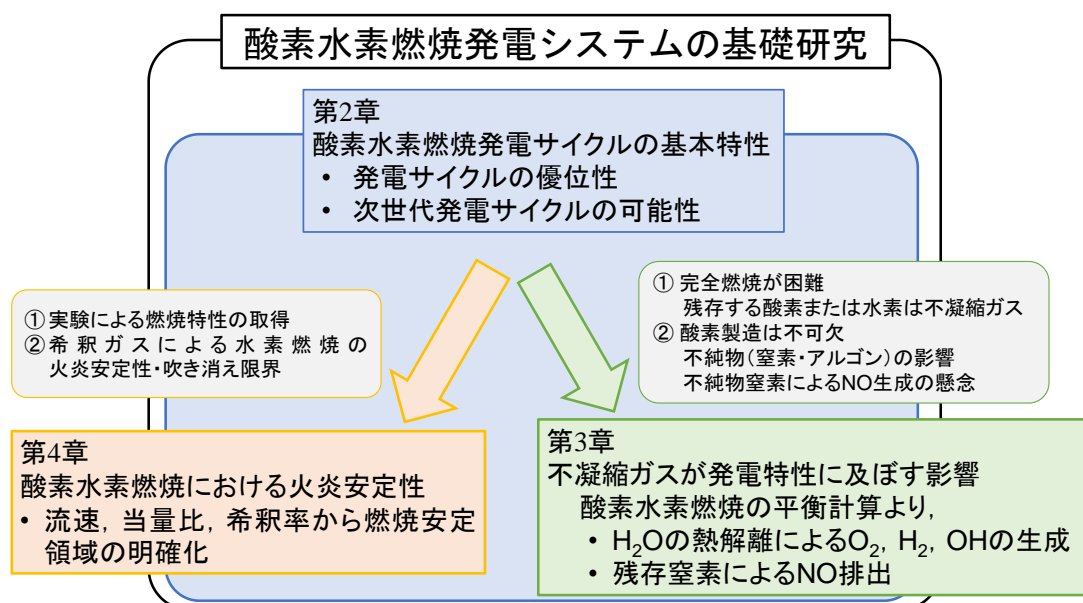 酸素水素燃焼発電システムの基礎研究
第2章
酸素水素燃焼発電サイクルの基本特性
• 発電サイクルの優位性
• 次世代発電サイクルの可能性
① 実験による燃焼特性の取得
② 希釈ガスによる水素燃焼の
火炎安定性・吹き消え限界
① 完全燃焼が困難
残存する酸素または水素は不凝縮ガス
② 酸素製造は不可欠
不純物(窒素・アルゴン)の影響
不純物窒素によるNO生成の懸念
第4章
酸素水素燃焼における火炎安定性
• 流速,当量比,希釈率から燃焼安定
領域の明確化
第3章
不凝縮ガスが発電特性に及ぼす影響
酸素水素燃焼の平衡計算より,
• H₂Oの熱解離によるO₂, H₂, OHの生成
• 残存窒素によるNO排出